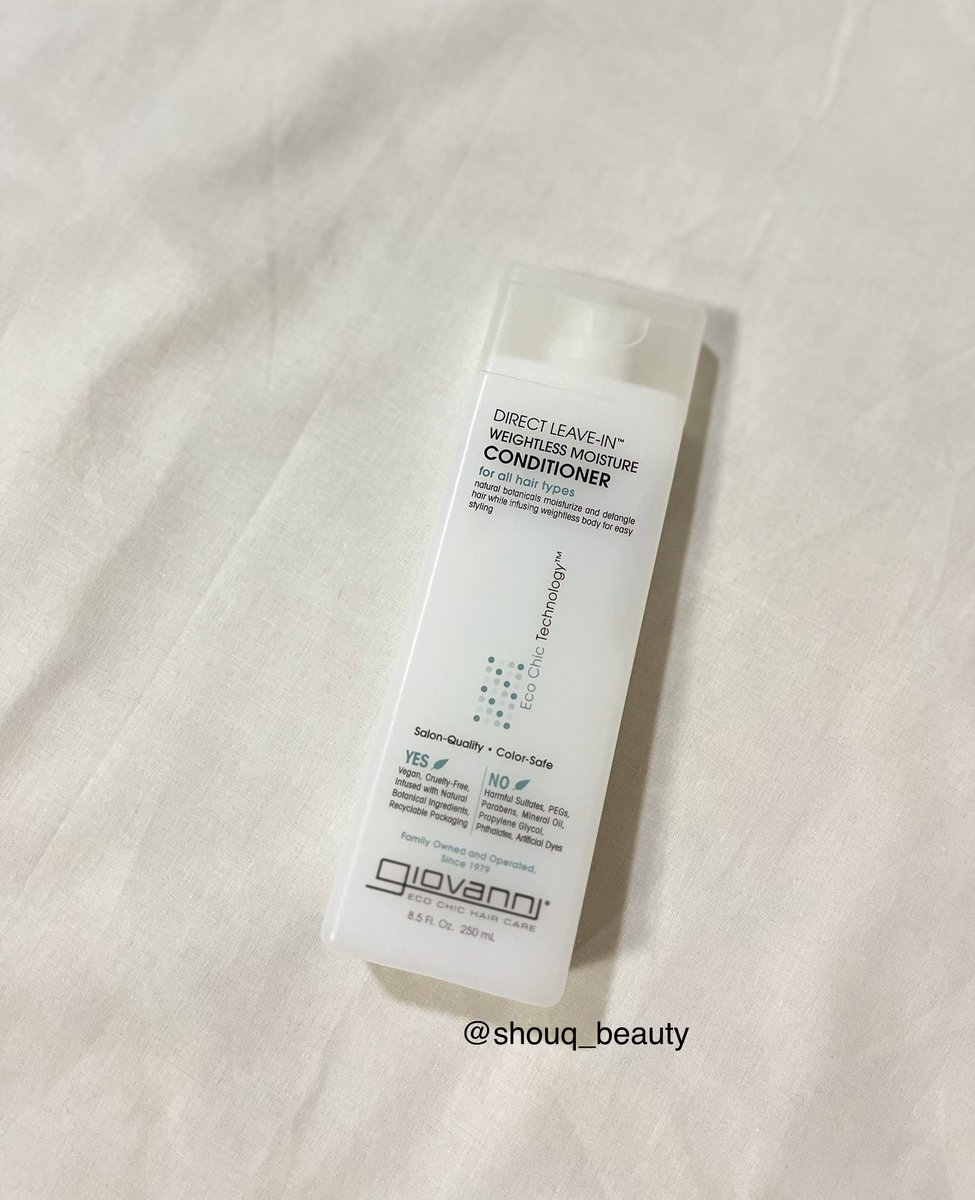 DIRECT LEAVE-IN™
WEIGHTLESS MOISTURE
CONDITIONER
for all hair types
natural botanicals moisturize and detangle
hair while infusing weightless body for easy
styling
Eco Chic Technology™
Salon-Quality • Color-Safe
YES
Vegan, Cruelty-Free,
Infused with Natural
Botanical Ingredients,
Recyclable Packaging
NO
Harmful Sulfates, PEGs,
Parabens, Mineral Oil,
Propylene Glycol,
Phthalates, Artificial Dyes
Family Owned and Operated,
Since 1979
giovanni®
ECO CHIC HAIR CARE
8.5 Fl. Oz. 250 mL
@shouq_beauty